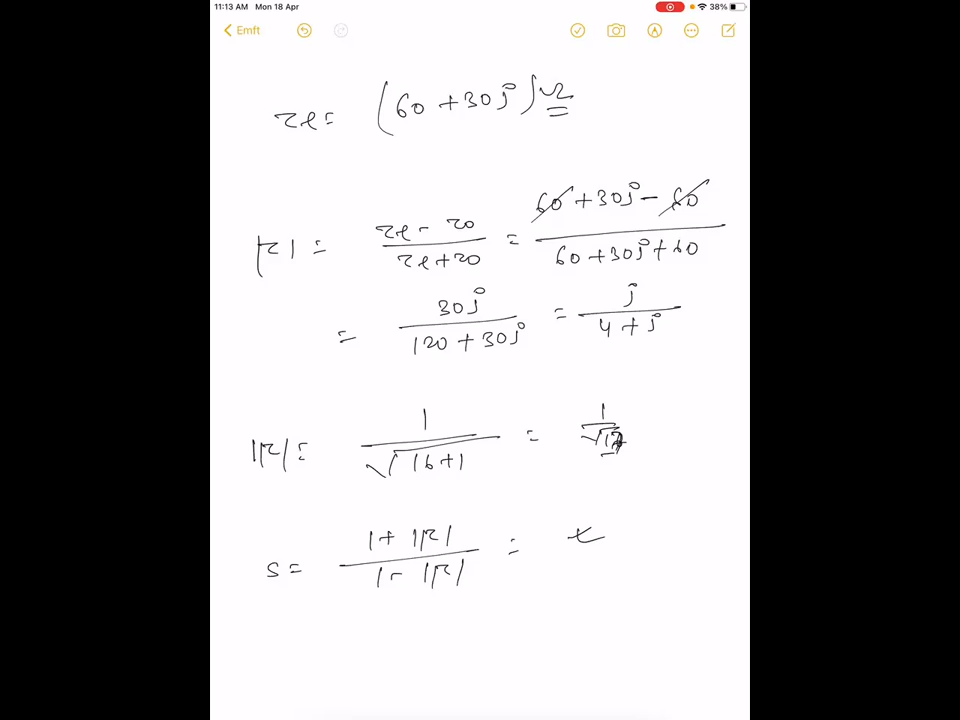 11:13 AM Mon 18 Apr 38%
Emft
Zl = (60 + 30j) Ω
|Γ| = Zl - Z0 / Zl + Z0 = 60 + 30j - 60 / 60 + 30j + 60
= 30j / 120 + 30j = j / 4 + j
|Γ| = 1 / √16+1 = 1 / √17
S = 1 + |Γ| / 1 - |Γ| =